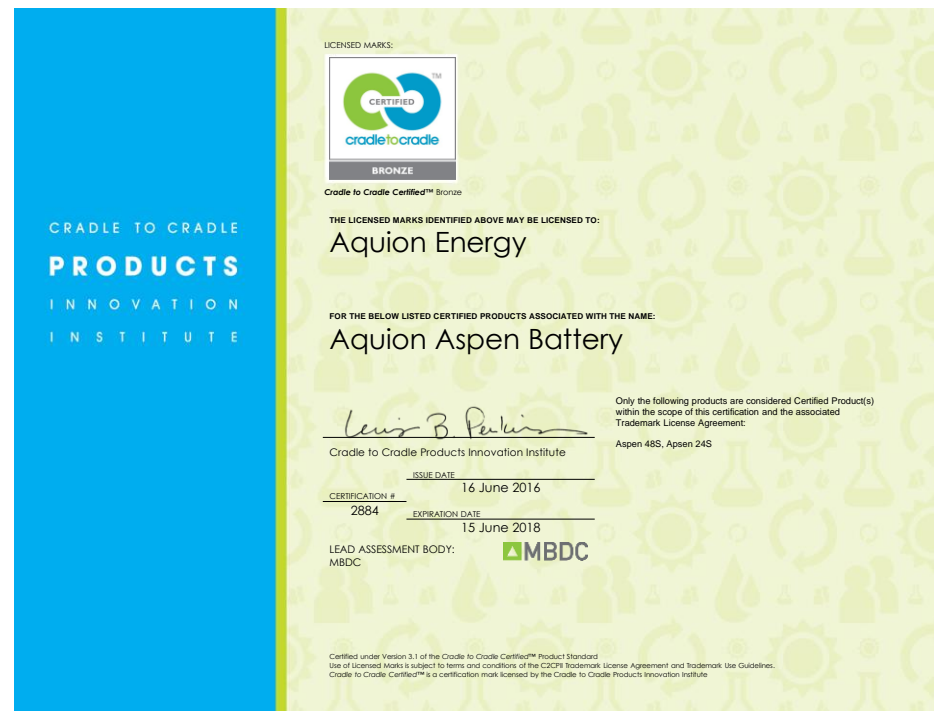 CRADLE TO CRADLE
PRODUCTS
INNOVATION
INSTITUTE
LICENSED MARKS:
TM
CERTIFIED
cradletocradle
BRONZE
Cradle to Cradle Certified™ Bronze
THE LICENSED MARKS IDENTIFIED ABOVE MAY BE LICENSED TO:
Aquion Energy
FOR THE BELOW LISTED CERTIFIED PRODUCTS ASSOCIATED WITH THE NAME:
Aquion Aspen Battery
Lewis B. Perkins
Cradle to Cradle Products Innovation Institute
ISSUE DATE
16 June 2016
CERTIFICATION #
2884
EXPIRATION DATE
15 June 2018
LEAD ASSESSMENT BODY:
MBDC
MBDC
Only the following products are considered Certified Product(s)
within the scope of this certification and the associated
Trademark License Agreement:
Aspen 48S, Apsen 24S
Certified under Version 3.1 of the Cradle to Cradle Certified™ Product Standard
Use of Licensed Marks is subject to terms and conditions of the C2CPII Trademark License Agreement and Trademark Use Guidelines.
Cradle to Cradle Certified™ is a certification mark licensed by the Cradle to Cradle Products Innovation Institute